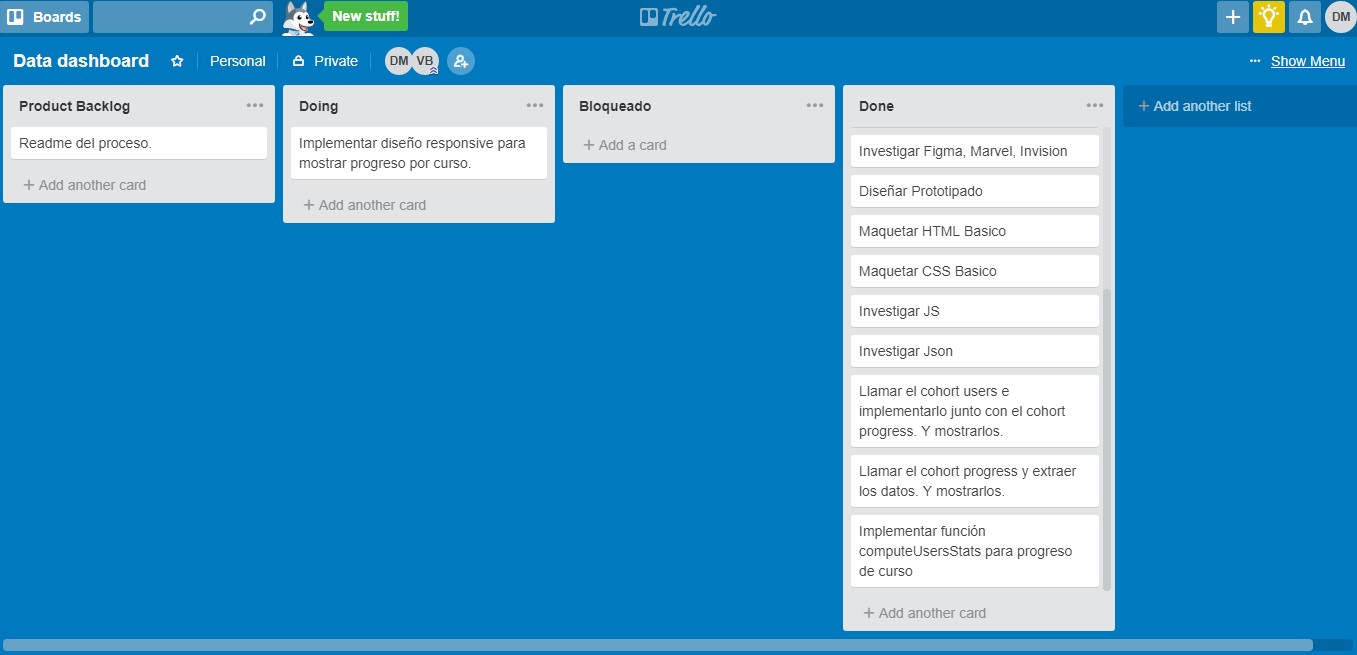 Boards
New stuff!
Trello
DM
Data dashboard
Personal
Private
DM
VB
Show Menu
Product Backlog
Readme del proceso.
+ Add another card
Doing
Implementar diseño responsive para
mostrar progreso por curso.
+ Add another card
Bloqueado
+ Add a card
Done
Investigar Figma, Marvel, Invision
Diseñar Prototipado
Maquetar HTML Basico
Maquetar CSS Basico
Investigar JS
Investigar Json
Llamar el cohort users e
implementarlo junto con el cohort
progress. Y mostrarlos.
Llamar el cohort progress y extraer
los datos. Y mostrarlos.
Implementar función
computeUsersStats para progreso
de curso
+ Add another card
+ Add another list